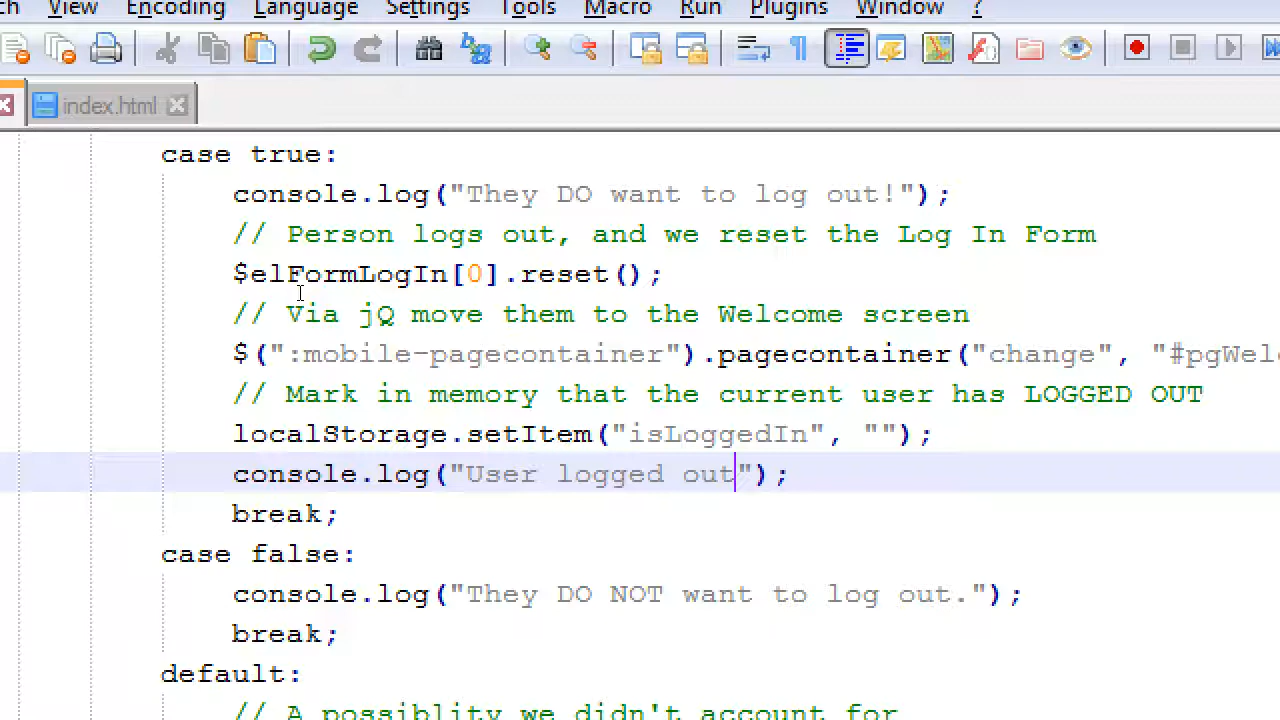 View Encoding Language Settings Tools Macro Run Plugins Window ?
index.html
case true:
console.log("They DO want to log out!");
// Person logs out, and we reset the Log In Form
$elFormLogIn[0].reset();
// Via jQ move them to the Welcome screen
$(":mobile-pagecontainer").pagecontainer("change", "#pgWel
// Mark in memory that the current user has LOGGED OUT
localStorage.setItem("isLoggedIn", "");
console.log("User logged out");
break;
case false:
console.log("They DO NOT want to log out.");
break;
default:
// A possiblity we didn't account for